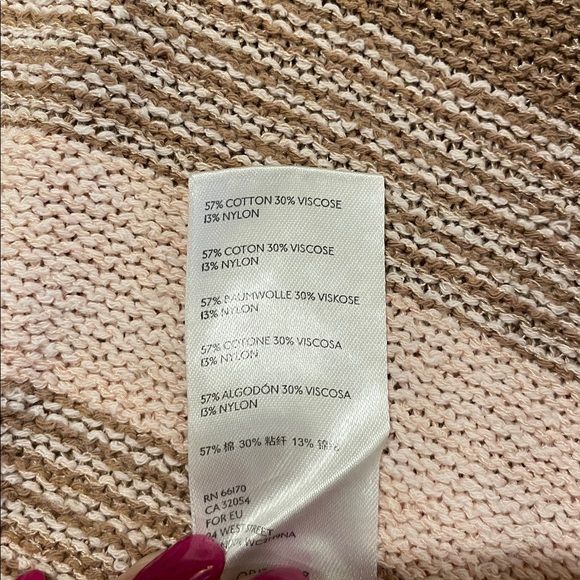 57% COTTON 30% VISCOSE
13% NYLON
57% COTON 30% VISCOSE
13% NYLON
57% BAUMWOLLE 30% VISKOSE
13% NYLON
57% COTONE 30% VISCOSA
13% NYLON
57% ALGODÓN 30% VISCOSA
13% NYLON
57% 棉 30% 粘纤 13%
RN 66170
CA 32054
FOR EU
WEST STREET